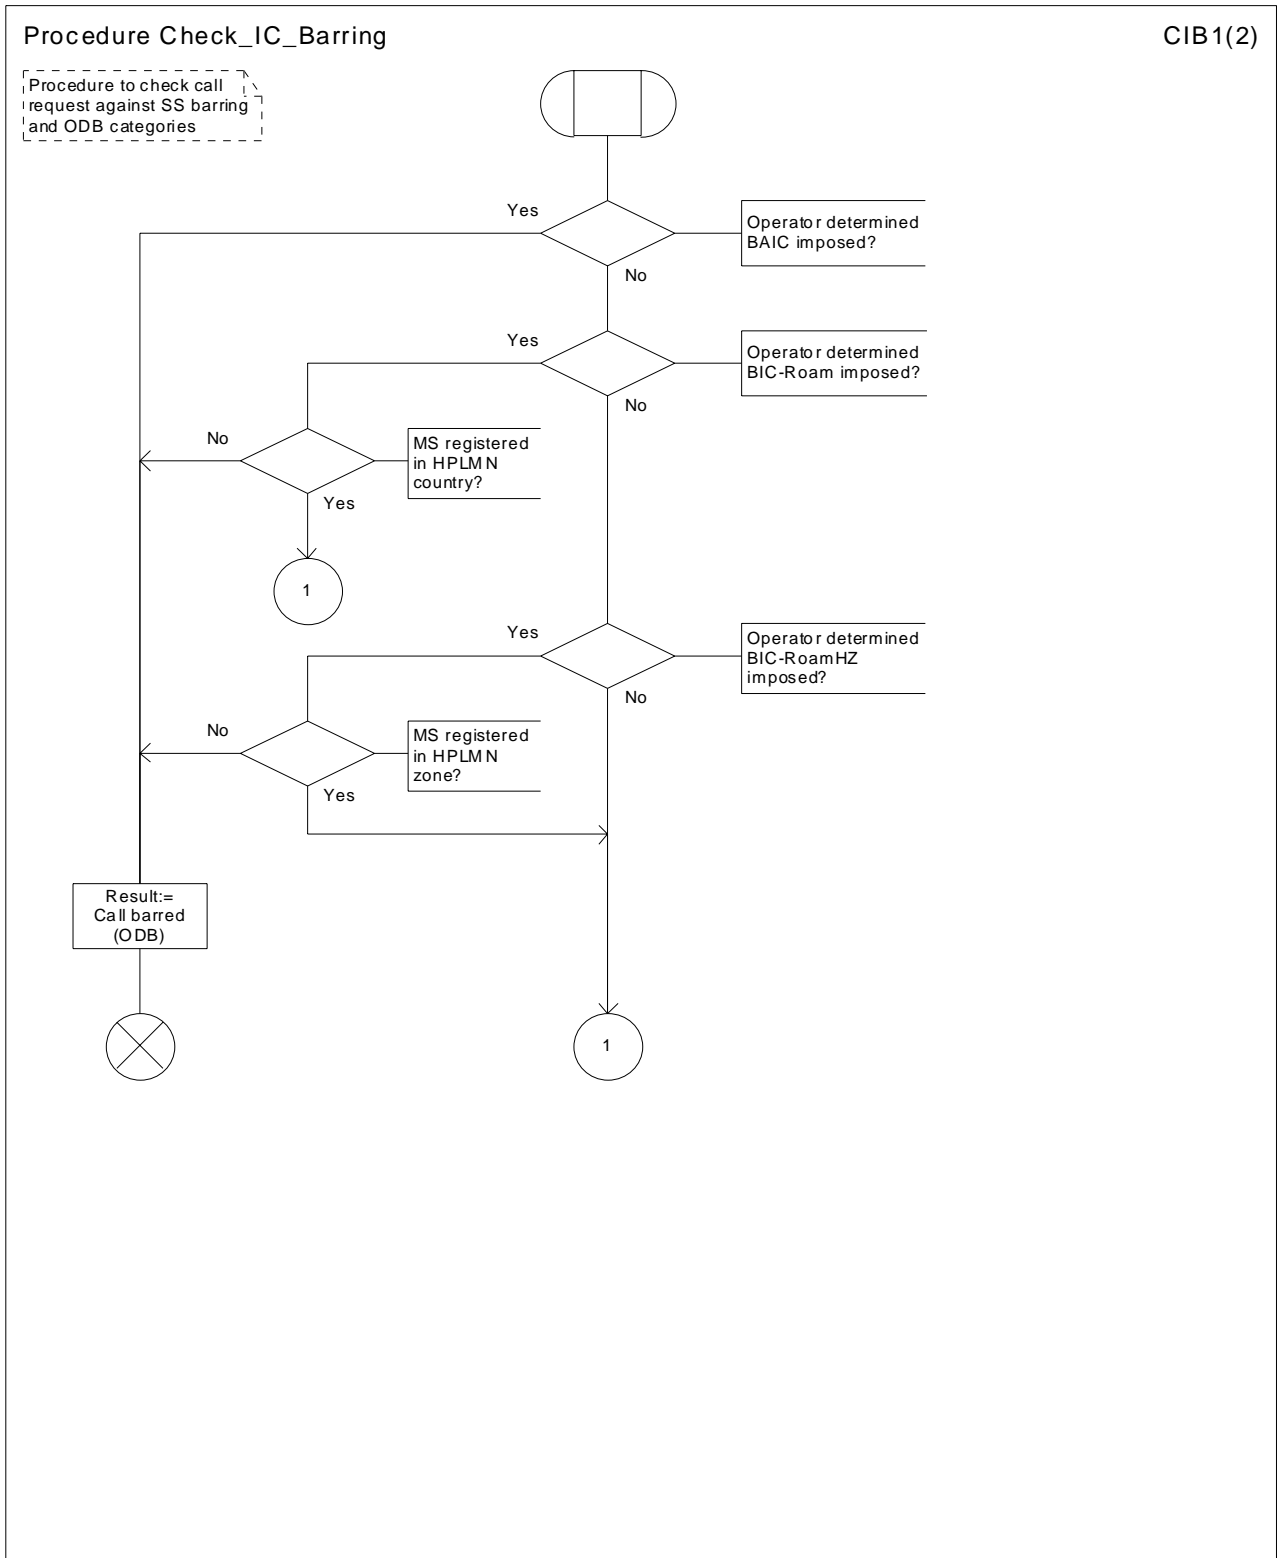 Procedure Check_IC_Barring
CIB1(2)
Procedure to check call
request against SS barring
and ODB categories
Yes
Operator determined
BAIC imposed?
No
Yes
Operator determined
BIC-Roam imposed?
No
No
MS registered
in HPLMN
country?
Yes
1
Yes
Operator determined
BIC-RoamHZ
imposed?
No
No
MS registered
in HPLMN
zone?
Yes
Result:=
Call barred
(ODB)
1